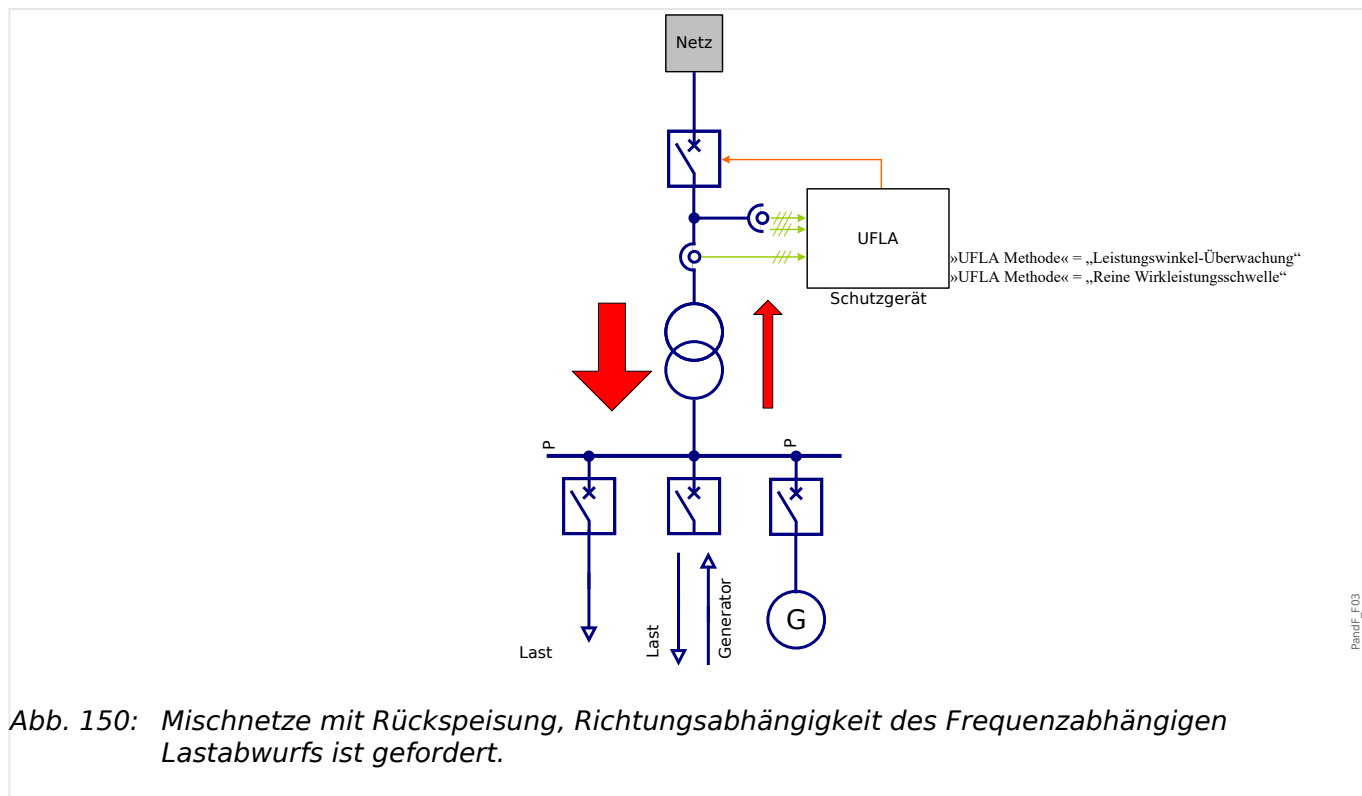 Netz
UFLA
»UFLA Methode« = „Leistungswinkel-Überwachung“
»UFLA Methode« = „Reine Wirkleistungsschwelle“
Schutzgerät
P
P
Last
Last
Generator
G
PandF_F03
Abb. 150: Mischnetze mit Rückspeisung, Richtungsabhängigkeit des Frequenzabhängigen
Lastabwurfs ist gefordert.